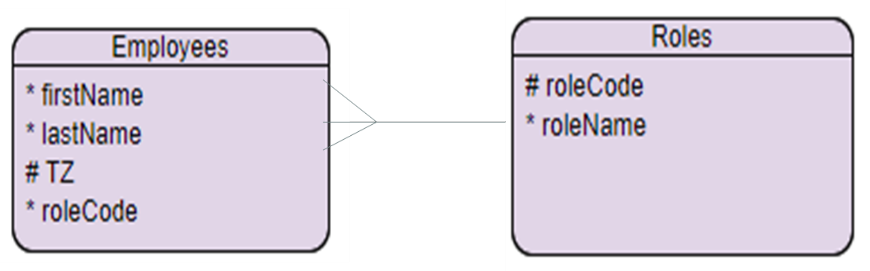 Employees
* firstName
* lastName
# TZ
* roleCode
Roles
# roleCode
* roleName